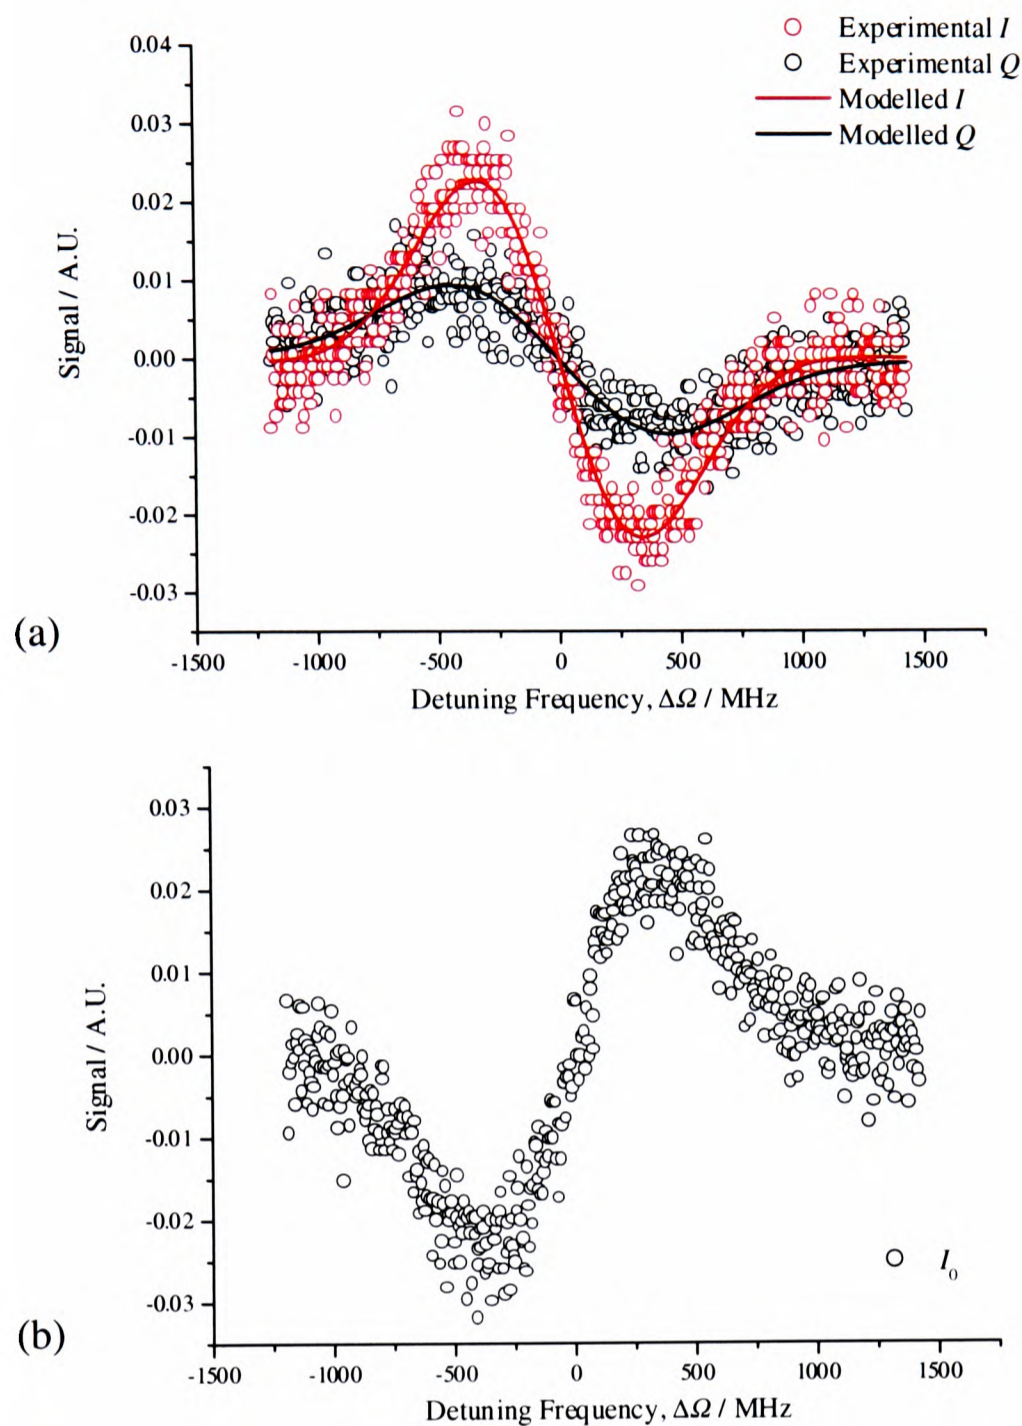 Experimental I
Experimental Q
Modelled I
Modelled Q
0.04
0.03
0.02
0.01
0.00
-0.01
-0.02
-0.03
Signal / A.U.
-1500 -1000 -500 0 500 1000 1500
Detuning Frequency, ΔΩ / MHz
(a)
0.03
0.02
0.01
0.00
-0.01
-0.02
-0.03
Signal / A.U.
I₀
-1500 -1000 -500 0 500 1000 1500
Detuning Frequency, ΔΩ / MHz
(b)